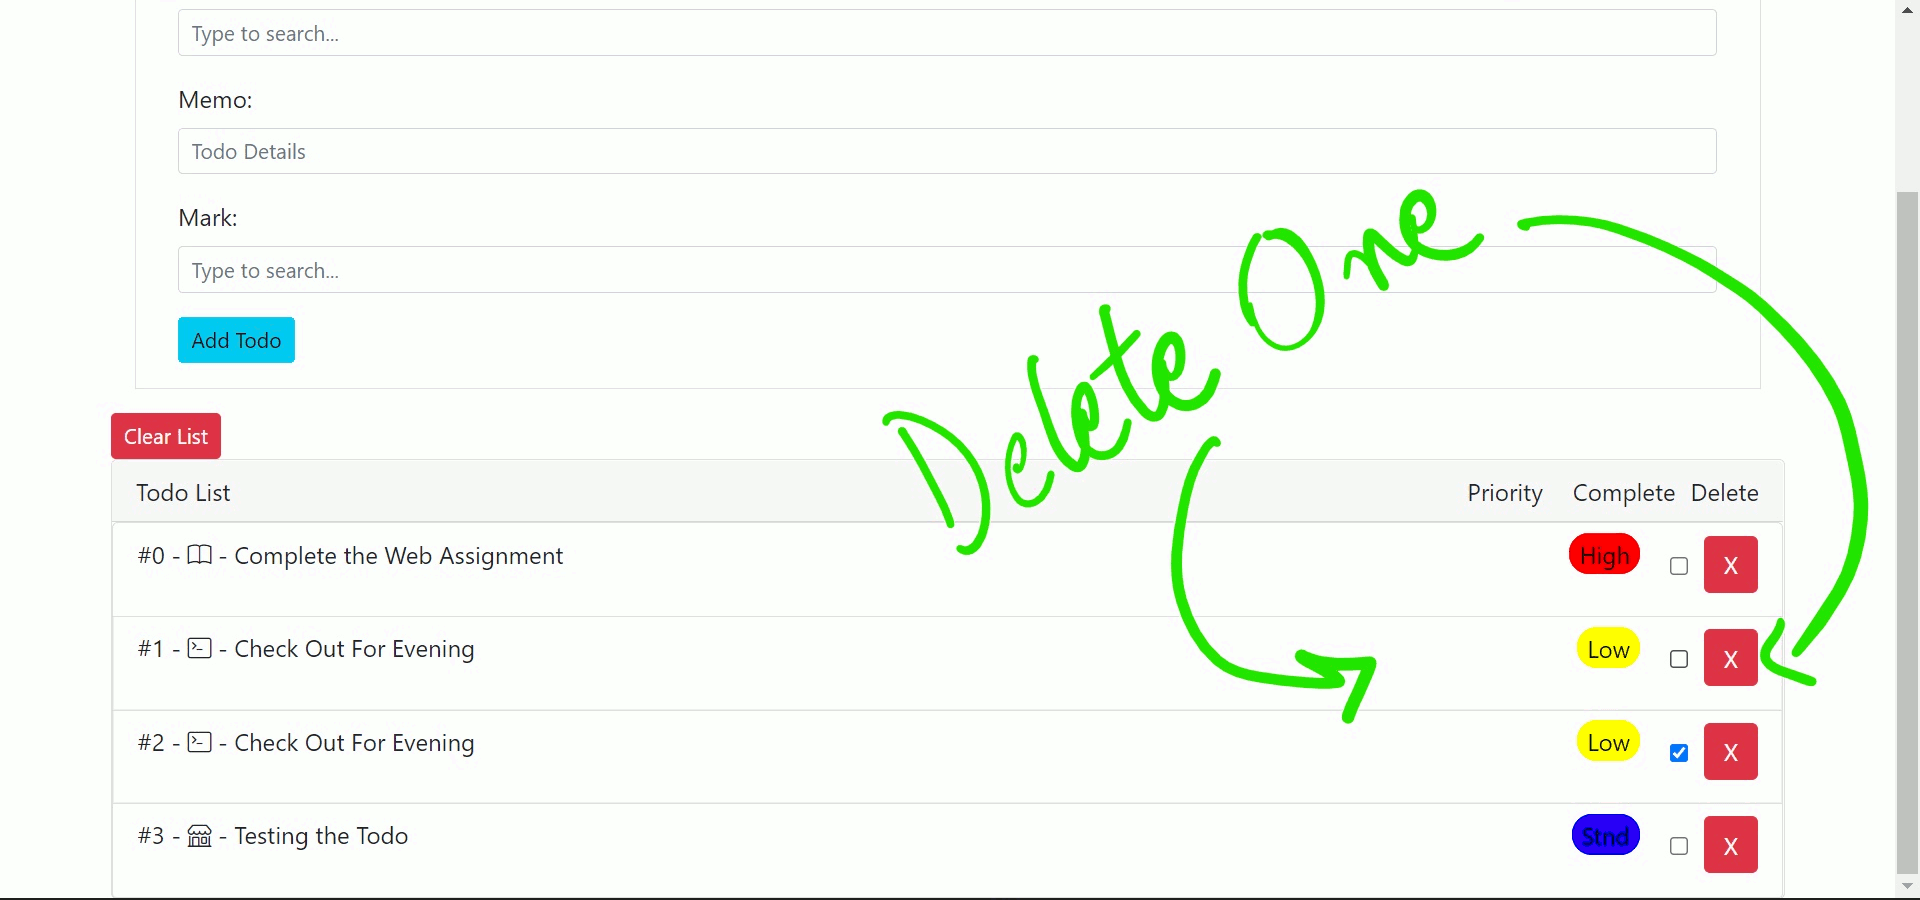 Type to search...
Memo:
Todo Details
Mark:
Type to search...
Add Todo
Delete One
Clear List
Todo List Priority Complete Delete
#0 - - Complete the Web Assignment High X
#1 - - Check Out For Evening Low X
#2 - - Check Out For Evening Low X
#3 - - Testing the Todo Stnd X